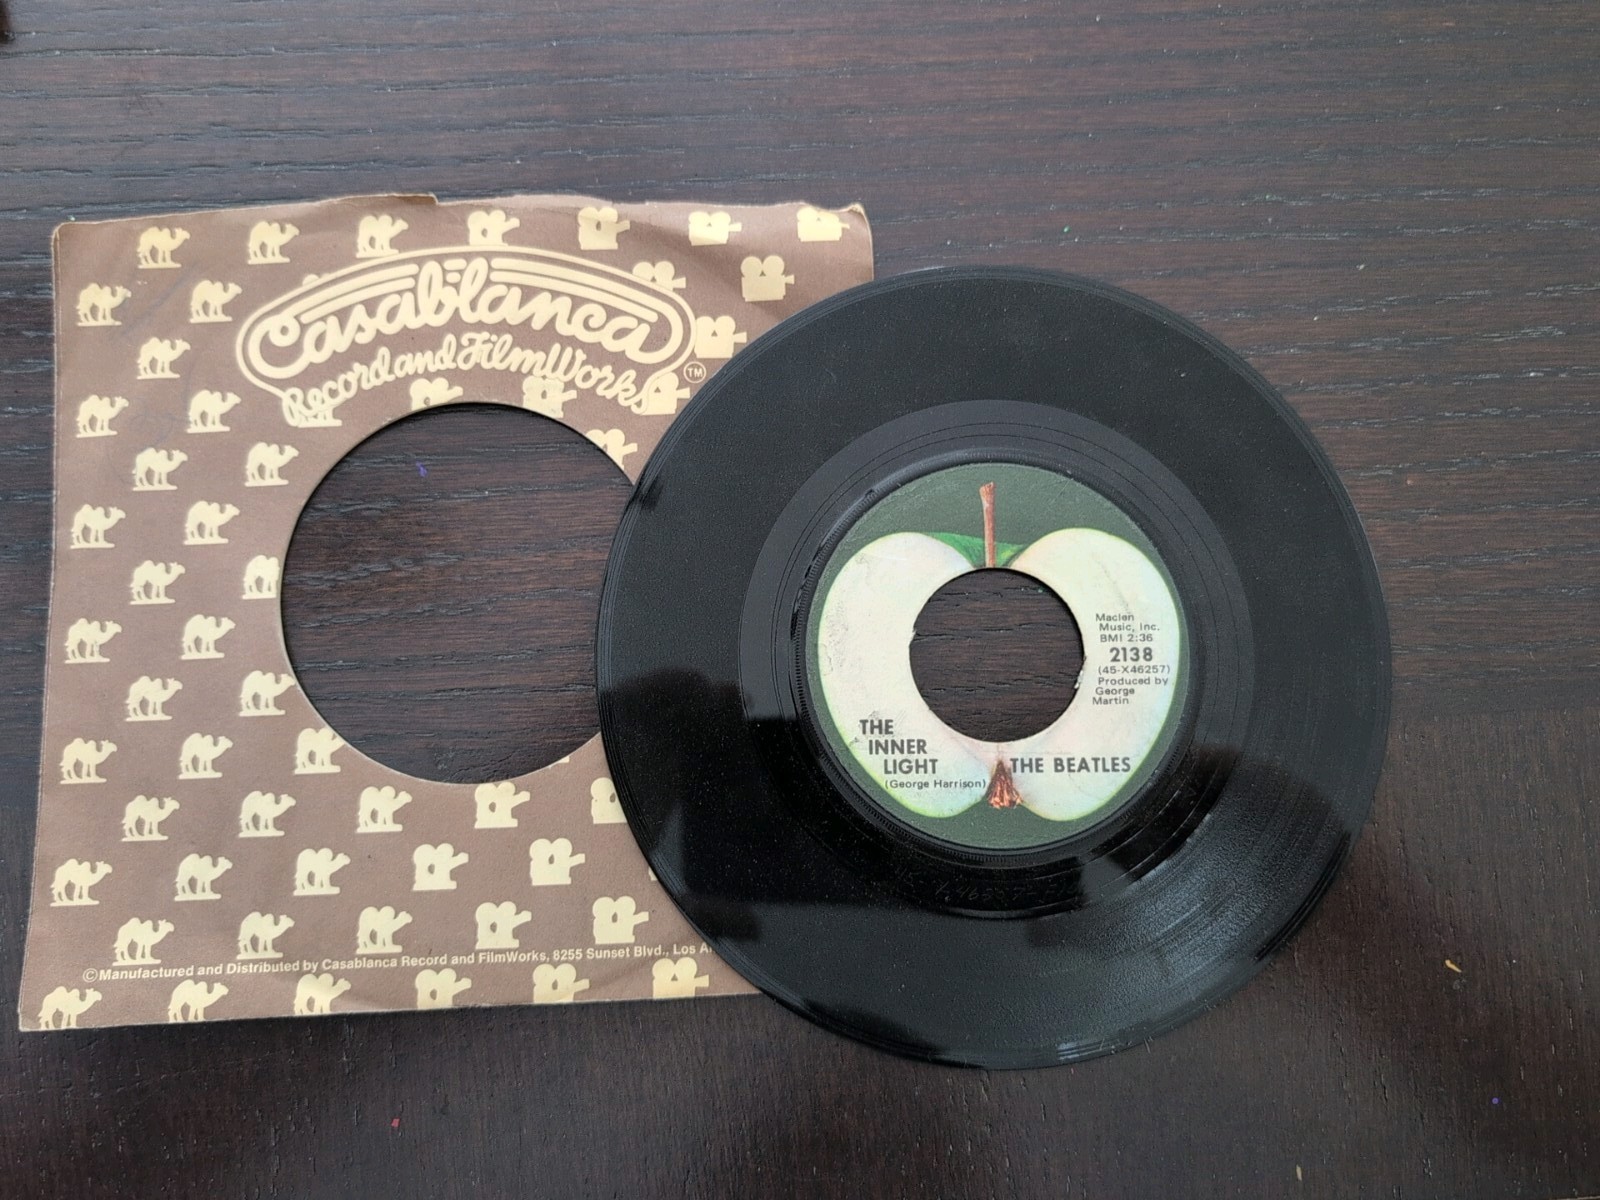 Casablanca
Record and FilmWorks
TM
©Manufactured and Distributed by Casablanca Record and FilmWorks, 8255 Sunset Blvd., Los
Maclen
Music, Inc.
BMI 2:36
2138
(45-X46257)
Produced by
George
Martin
THE
INNER
LIGHT
(George Harrison)
THE BEATLES